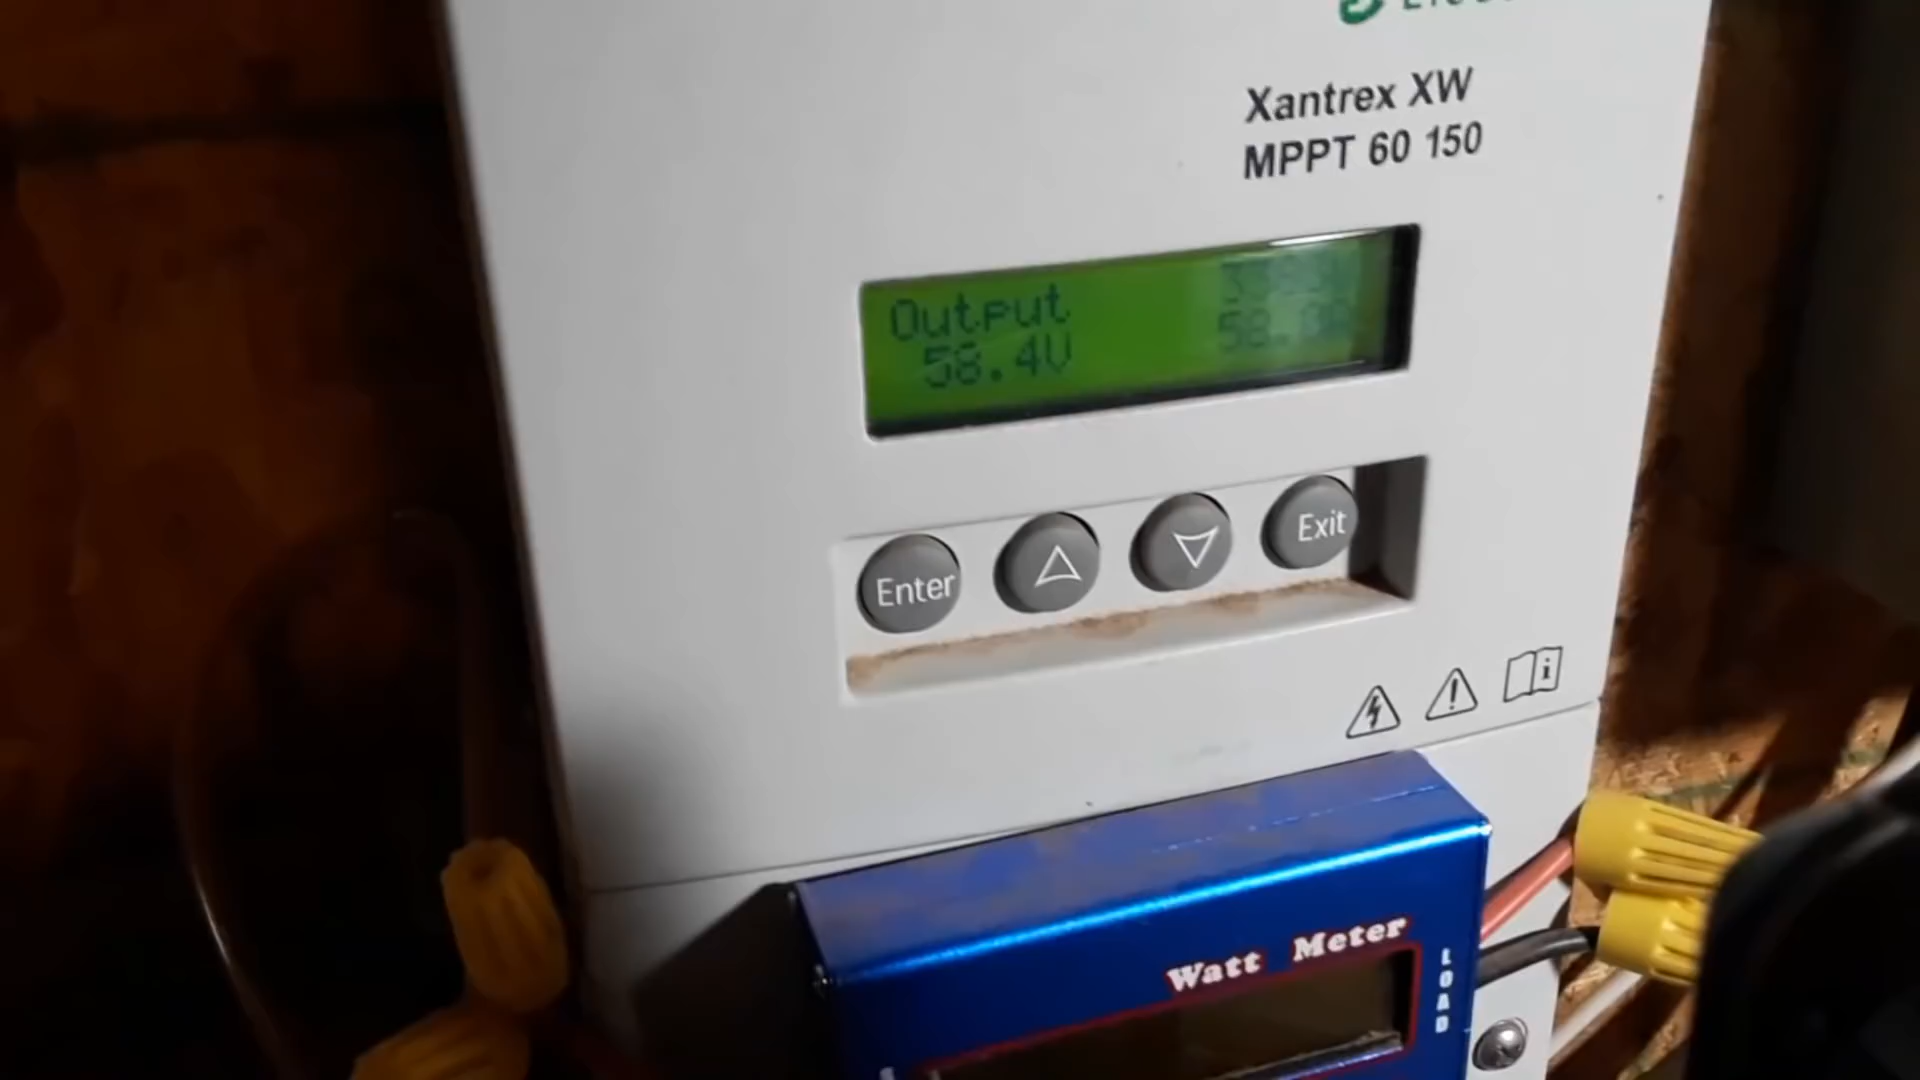 Xantrex XW
MPPT 60 150
Output
58.4V
Enter
Exit
Watt Meter
LOAD